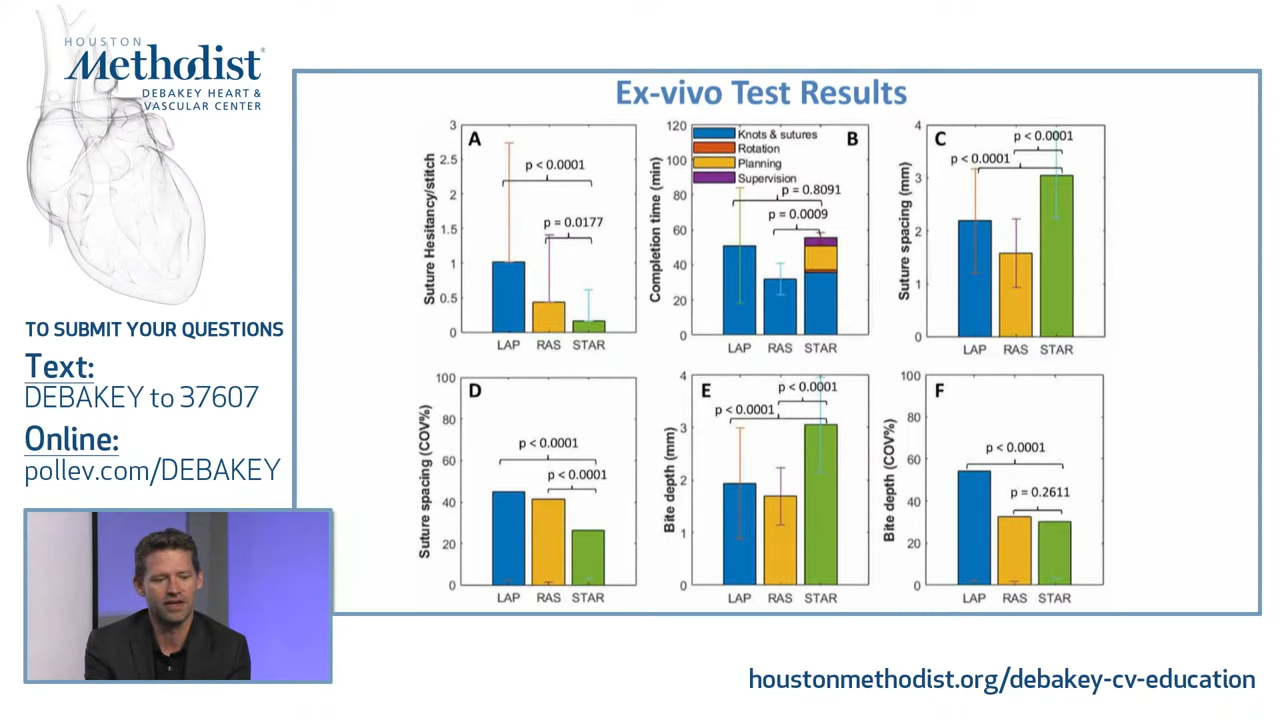 HOUSTON
Methodist®
DEBAKEY HEART &
VASCULAR CENTER
TO SUBMIT YOUR QUESTIONS
Text:
DEBAKEY to 37607
Online:
pollev.com/DEBAKEY
Ex-vivo Test Results
A
Suture Hesitancy/stitch
3
2.5
2
1.5
1
0.5
0
p < 0.0001
p = 0.0177
LAP RAS STAR
B
Completion time (min)
120
100
80
60
40
20
0
Knots & sutures
Rotation
Planning
Supervision
p = 0.8091
p = 0.0009
LAP RAS STAR
C
Suture spacing (mm)
4
3
2
1
0
p < 0.0001
p < 0.0001
LAP RAS STAR
D
Suture spacing (COV%)
100
80
60
40
20
0
p < 0.0001
p < 0.0001
LAP RAS STAR
E
Bite depth (mm)
4
3
2
1
0
p < 0.0001
p < 0.0001
LAP RAS STAR
F
Bite depth (COV%)
100
80
60
40
20
0
p < 0.0001
p = 0.2611
LAP RAS STAR
houstonmethodist.org/debakey-cv-education